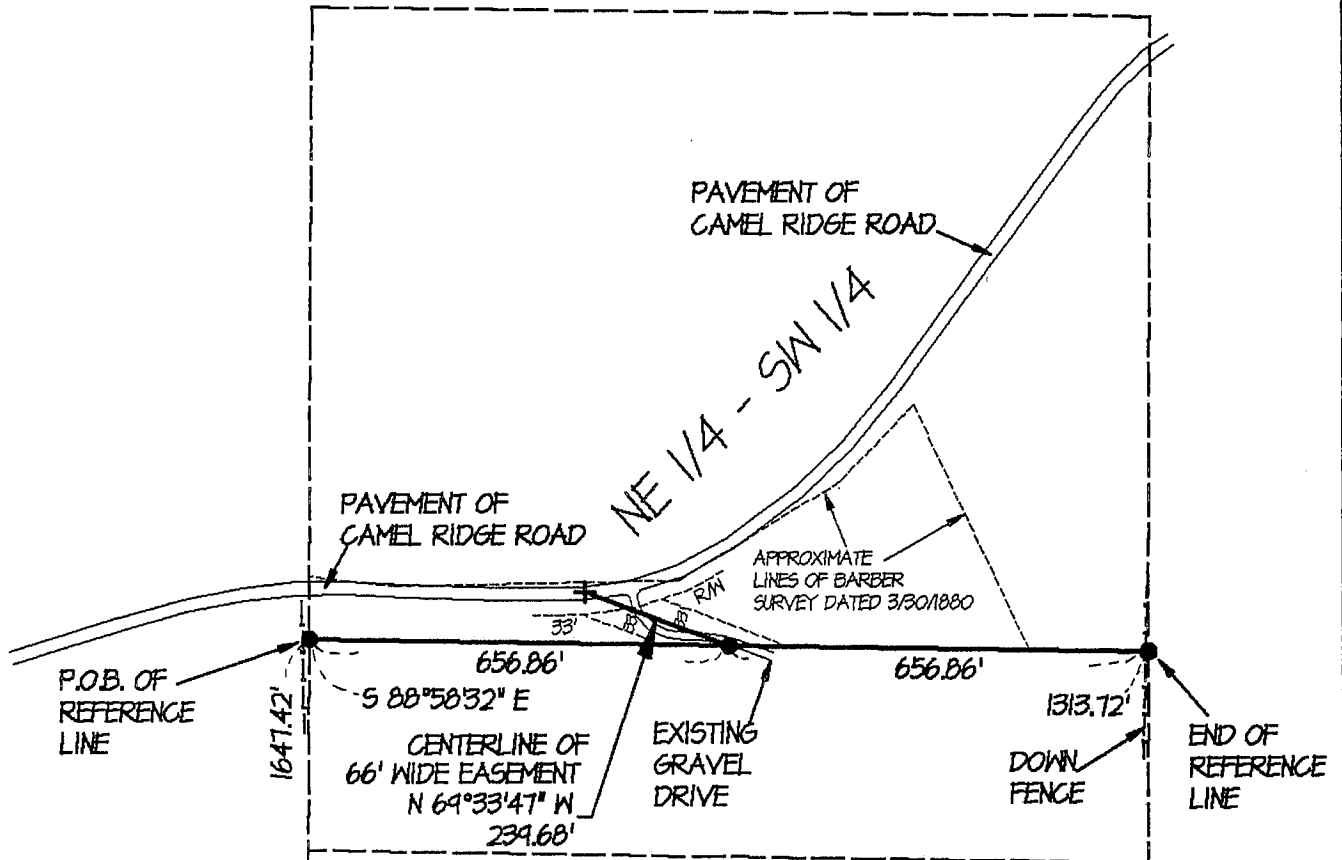 PAVEMENT OF
CAMEL RIDGE ROAD
NE 1/4 - SW 1/4
PAVEMENT OF
CAMEL RIDGE ROAD
APPROXIMATE
LINES OF BARBER
SURVEY DATED 3/30/1880
R/W
33'
33
33
656.86'
656.86'
P.O.B. OF
REFERENCE
LINE
1647.42'
S 88°58'32" E
CENTERLINE OF
66' WIDE EASEMENT
N 69°33'47" W
239.68'
EXISTING
GRAVEL
DRIVE
1313.72'
DOWN
FENCE
END OF
REFERENCE
LINE